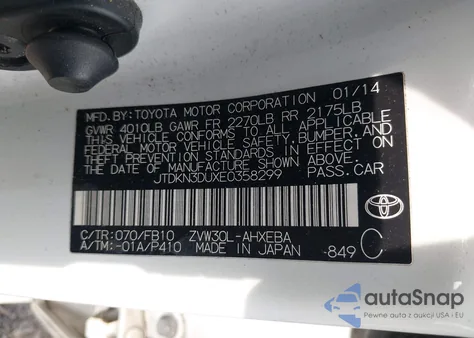 MFD. BY: TOYOTA MOTOR CORPORATION 01/14
GVWR 4010LB GAWR FR 2270LB RR 2175LB
THIS VEHICLE CONFORMS TO ALL APPLICABLE
FEDERAL MOTOR VEHICLE SAFETY, BUMPER, AND
THEFT PREVENTION STANDARDS IN EFFECT ON
THE DATE OF MANUFACTURE SHOWN ABOVE.
JTDKN3DUXE0358299 PASS.CAR
C/TR:070/FB10 ZVW30L-AHXEBA
A/TM:-01A/P410 MADE IN JAPAN 849 C
TOYOTA
autoSnap
Pewne auta z USA i EU